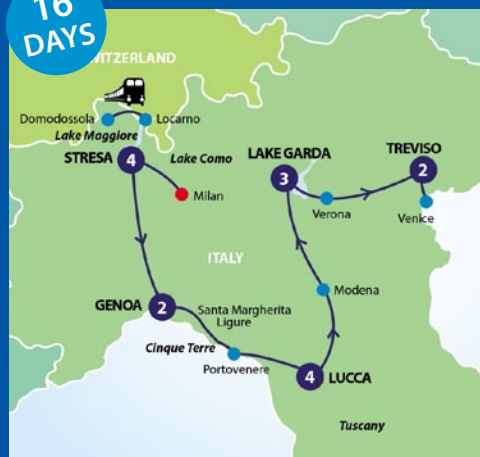 16
DAYS
SWITZERLAND
Domodossola
Locarno
Lake Maggiore
STRESA
4
Lake Como
LAKE GARDA
3
TREVISO
2
Milan
Verona
Venice
ITALY
Modena
GENOA
2
Santa Margherita
Ligure
Cinque Terre
Portovenere
4
LUCCA
Tuscany